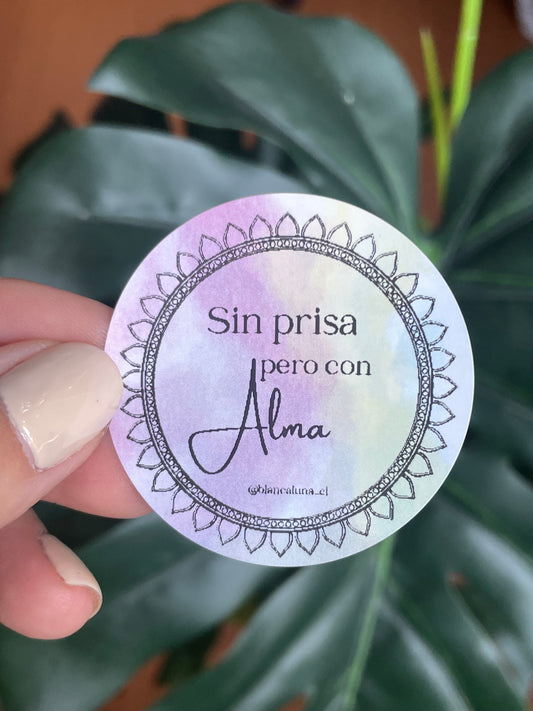 Sin prisa
pero con
Alma
@blancaluna_cl